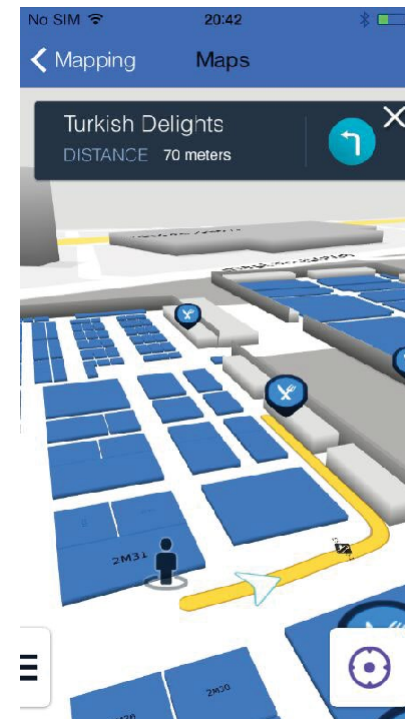 No SIM 20:42
Mapping Maps
Turkish Delights
DISTANCE 70 meters
2M31
2M30